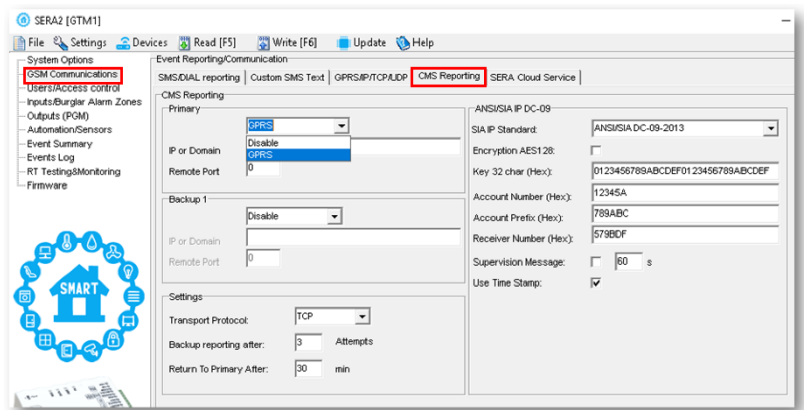 SERA2 [GTM1]
File Settings Devices Read [F5] Write [F6] Update Help
System Options
GSM Communications
Users/Access control
Inputs/Burglar Alarm Zones
Outputs (PGM)
Automation/Sensors
Event Summary
Events Log
RT Testing&Monitoring
Firmware
SMART
Event Reporting/Communication
SMS/DIAL reporting Custom SMS Text GPRS/IP/TCP/UDP CMS Reporting SERA Cloud Service
CMS Reporting
Primary
GPRS
Disable
GPRS
IP or Domain
Remote Port 0
Backup 1
Disable
IP or Domain
Remote Port 0
Settings
Transport Protocol: TCP
Backup reporting after: 3 Attempts
Return To Primary After: 30 min
ANSI/SIA IP DC-09
SIA IP Standard: ANSI/SIA DC-09-2013
Encryption AES128:
Key 32 char (Hex): 0123456789ABCDEF0123456789ABCDEF
Account Number (Hex): 12345A
Account Prefix (Hex): 789ABC
Receiver Number (Hex): 579BDF
Supervision Message: 60 s
Use Time Stamp: